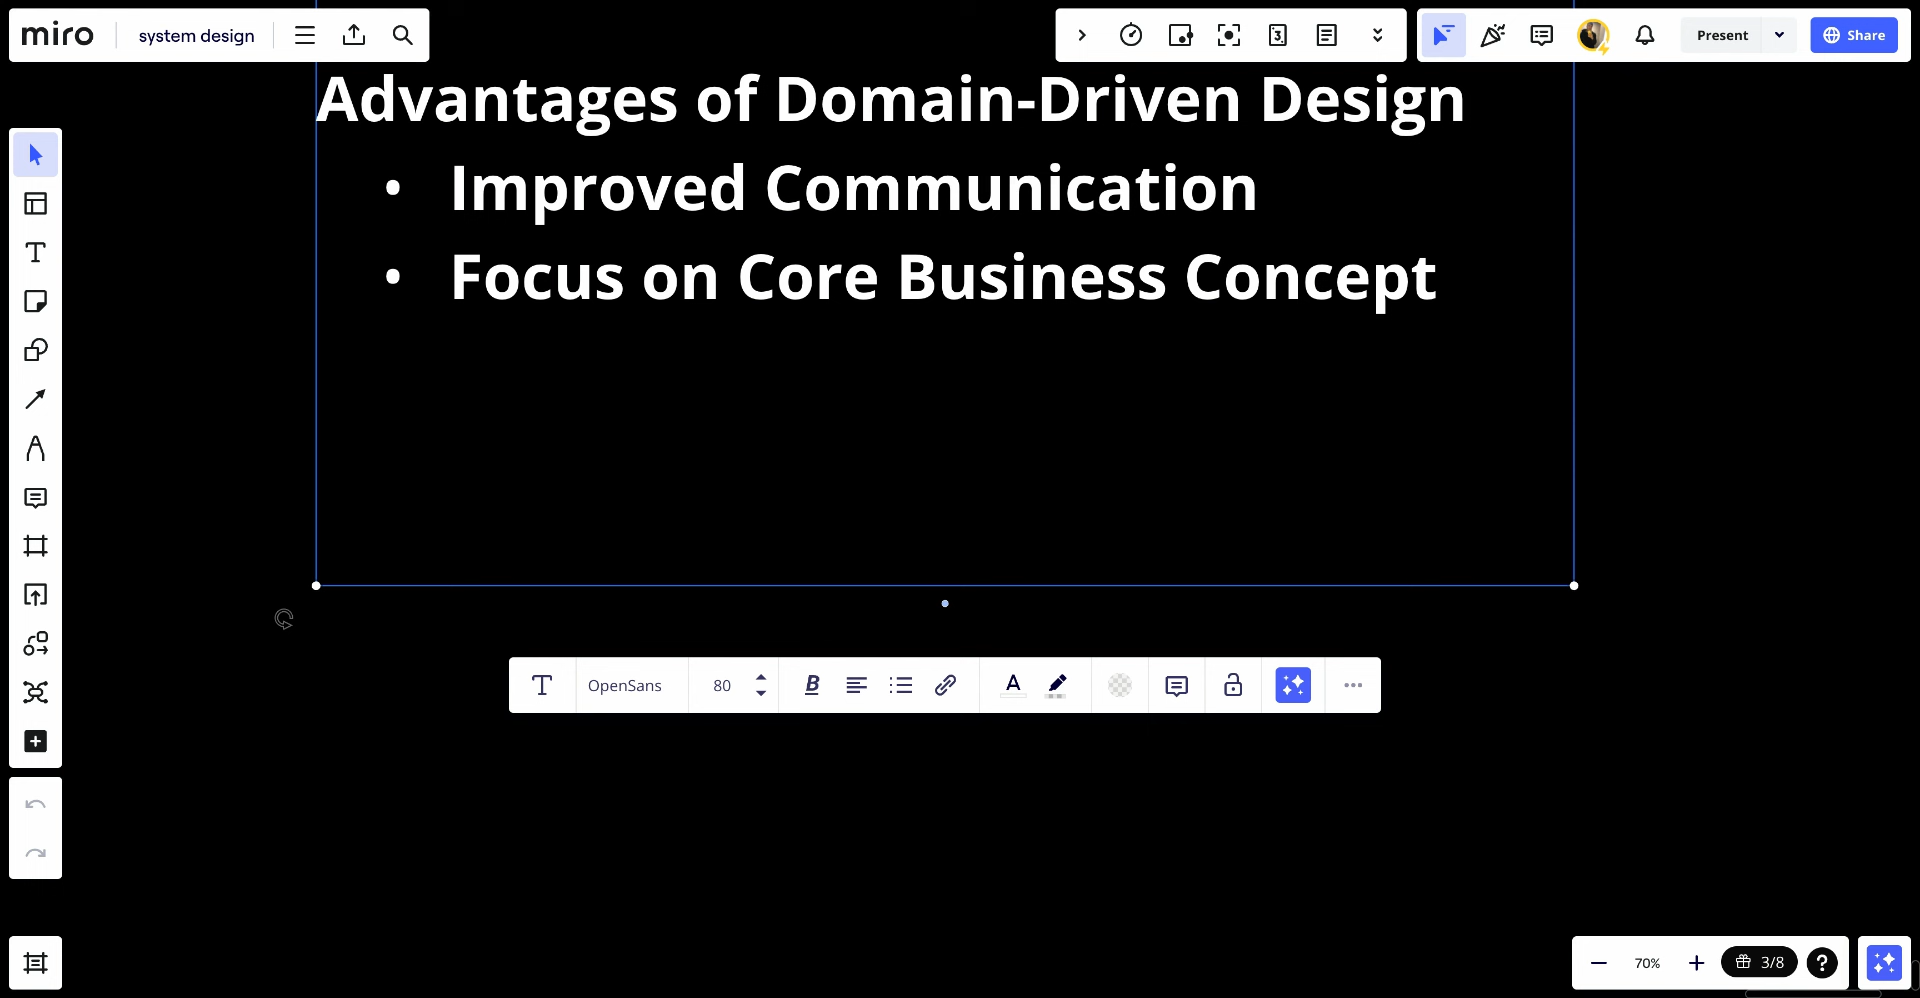 miro system design Present Share
Advantages of Domain-Driven Design
• Improved Communication
• Focus on Core Business Concept
OpenSans 80 B A
70% 3/8 ?